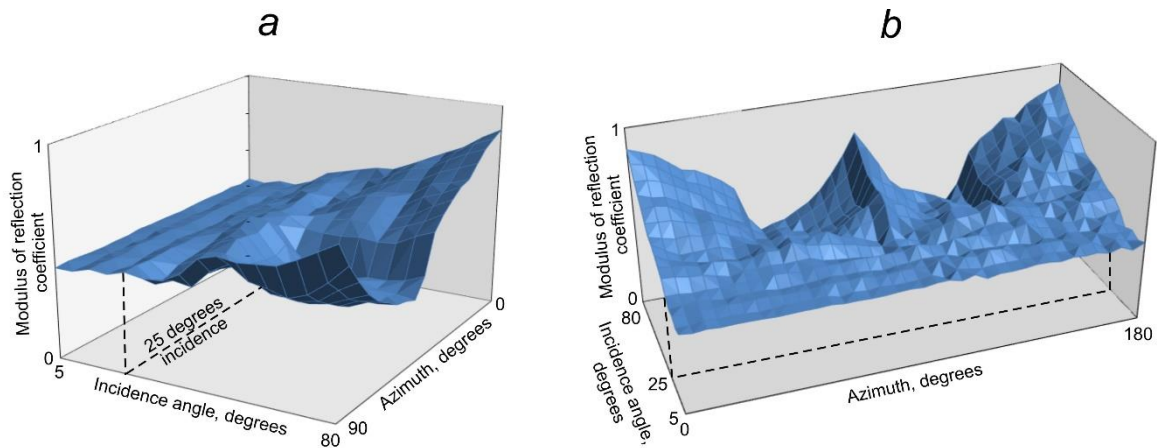 a
b
1
Modulus of reflection
coefficient
0
5
25 degrees
incidence
Incidence angle, degrees
80
90
Azimuth, degrees
0
1
Modulus of reflection
coefficient
0
80
Incidence angle,
degrees
25
5
0
Azimuth, degrees
180